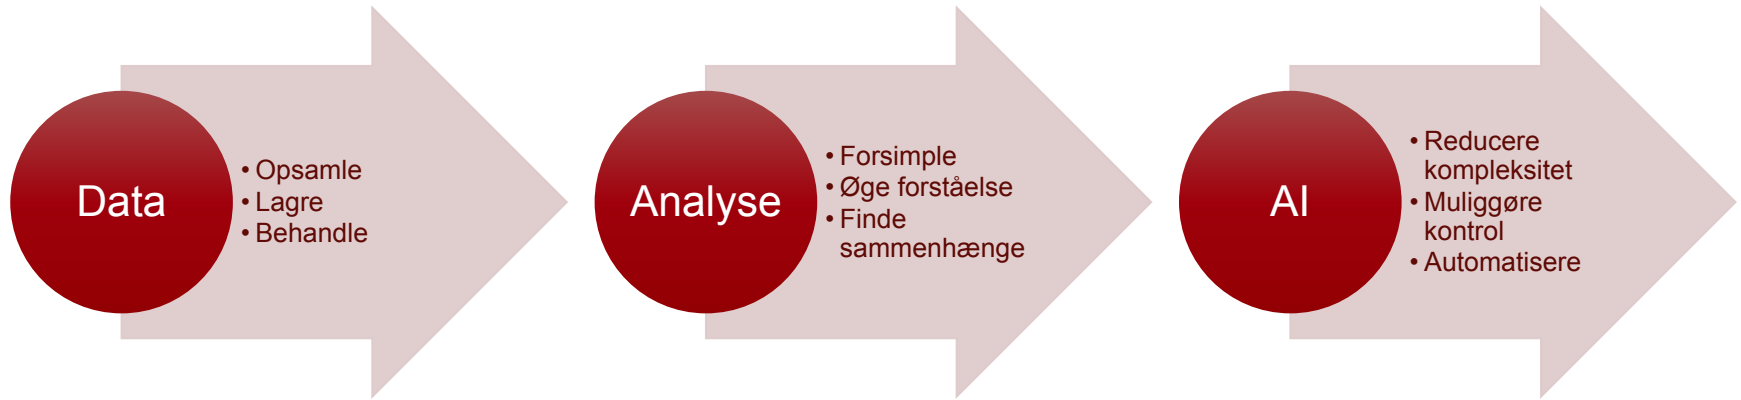 Data
• Opsamle
• Lagre
• Behandle
Analyse
• Forsimple
• Øge forståelse
• Finde
sammenhænge
AI
• Reducere
kompleksitet
• Muliggøre
kontrol
• Automatisere